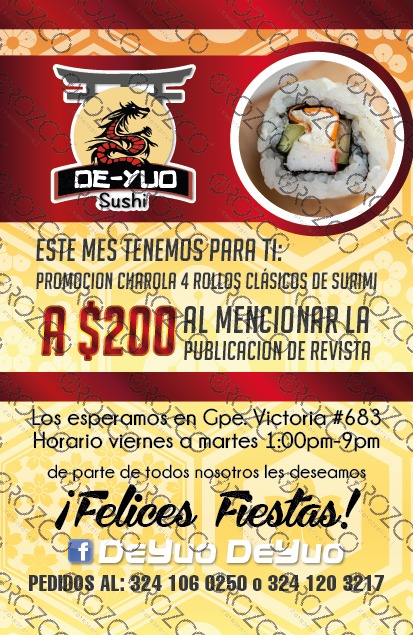 DE-YUO
Sushi
ESTE MES TENEMOS PARA TI:
PROMOCION CHAROLA 4 ROLLOS CLÁSICOS DE SURIMI
A $200 AL MENCIONAR LA
PUBLICACION DE REVISTA
Los esperamos en Gpe. Victoria #683
Horario viernes a martes 1:00pm-9pm
de parte de todos nosotros les deseamos
¡Felices Fiestas!
f DeYuo DeYuo
PEDIDOS AL: 324 106 0250 o 324 120 3217
OROZCO